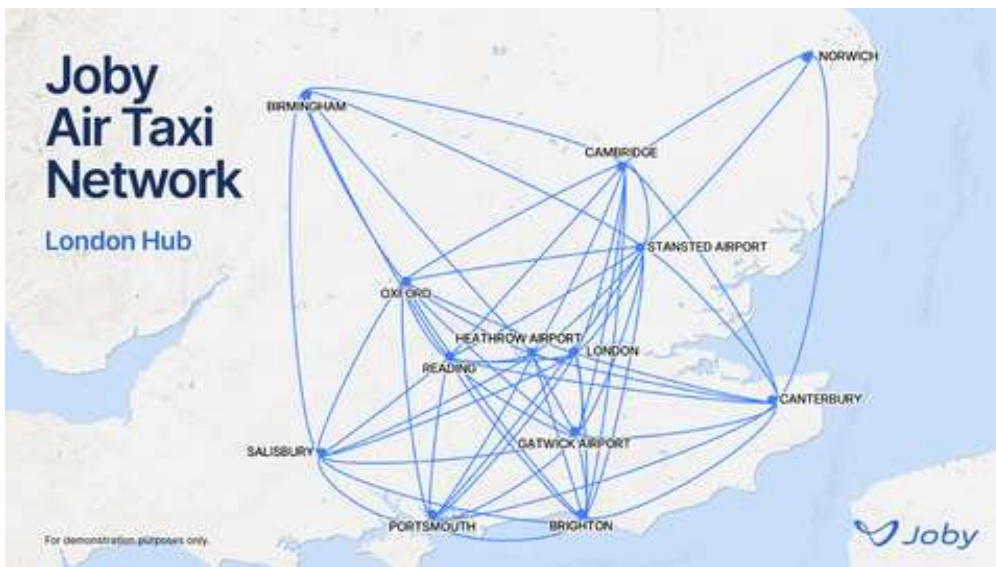 Joby
Air Taxi
Network
London Hub
NORWICH
BIRMINGHAM
CAMBRIDGE
STANSTED AIRPORT
OXFORD
HEATHROW AIRPORT
LONDON
READING
CANTERBURY
GATWICK AIRPORT
SALISBURY
PORTSMOUTH
BRIGHTON
For demonstration purposes only.
Joby